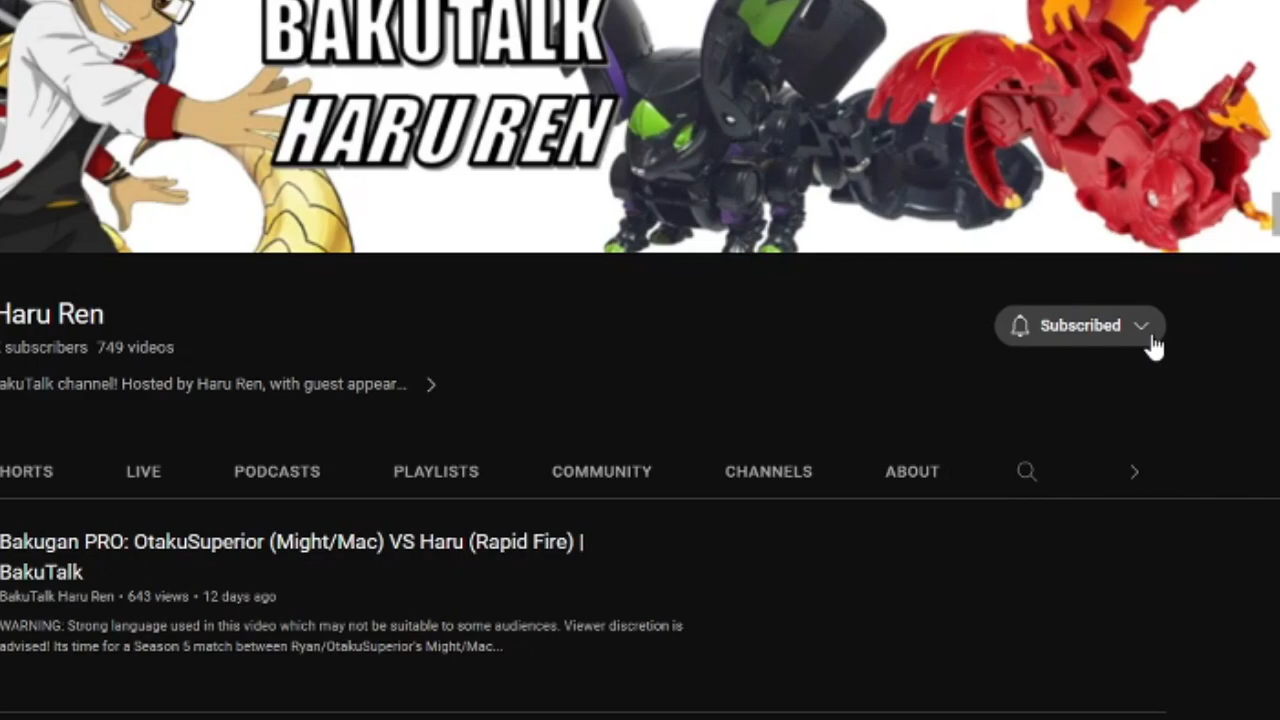 BAKUTALK
HARU REN
Haru Ren
subscribers 749 videos
akuTalk channel! Hosted by Haru Ren, with guest appear...
Subscribed
HORTS LIVE PODCASTS PLAYLISTS COMMUNITY CHANNELS ABOUT
Bakugan PRO: OtakuSuperior (Might/Mac) VS Haru (Rapid Fire) |
BakuTalk
BakuTalk Haru Ren • 643 views • 12 days ago
WARNING: Strong language used in this video which may not be suitable to some audiences. Viewer discretion is
advised! Its time for a Season 5 match between Ryan/OtakuSuperior's Might/Mac...